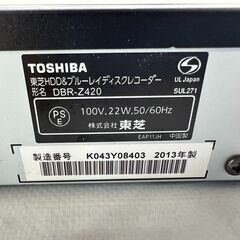 TOSHIBA
東芝HDD&ブルーレイディスクレコーダー
形名 DBR-Z420
UL Japan
SUL271
PS
E
100V, 22W, 50/60Hz
株式会社 東芝
EAP11JH 中国製
製造番号 K043Y08403 2013年製